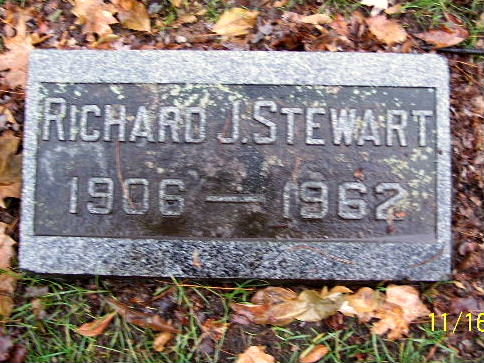 RICHARD J. STEWART
1906 — 1962
11/16